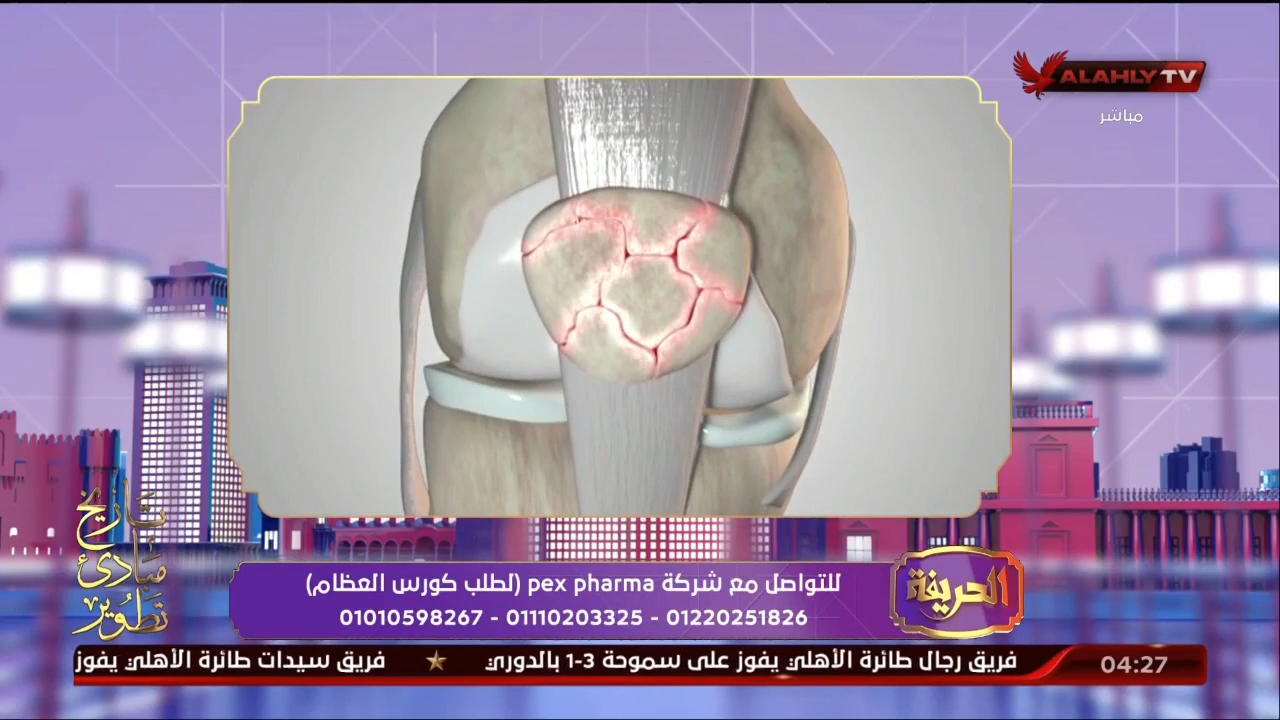 ALAHLY TV
مباشر
تاريخ
مبادئ
تطوير
الحريفة
للتواصل مع شركة pex pharma (لطلب كورس العظام)
01010598267 - 01110203325 - 01220251826
04:27
فريق رجال طائرة الأهلي يفوز على سموحة 3-1 بالدوري ★ فريق سيدات طائرة الأهلي يفوز